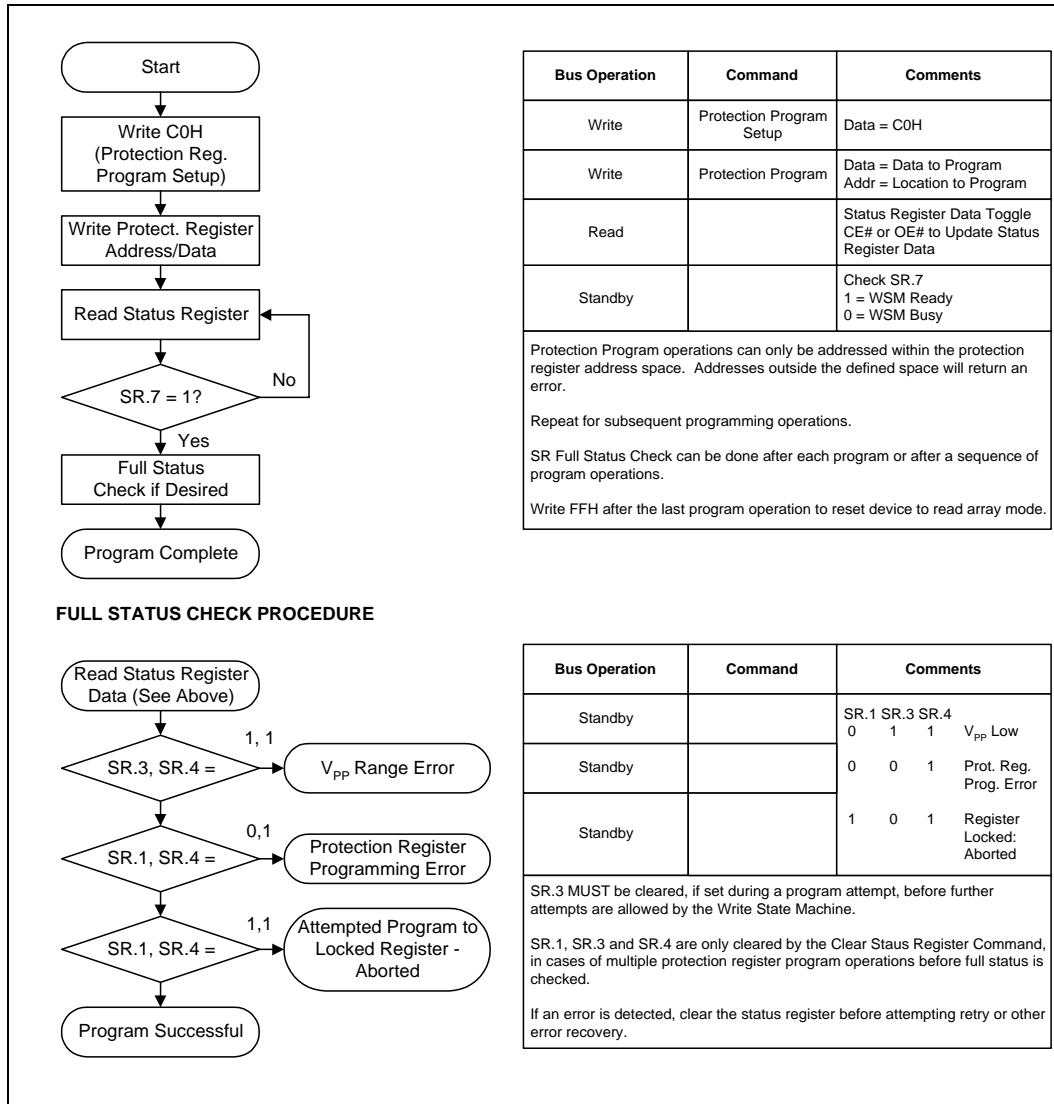 Start
Write C0H
(Protection Reg.
Program Setup)
Write Protect. Register
Address/Data
Read Status Register
No
SR.7 = 1?
Yes
Full Status
Check if Desired
Program Complete
Bus Operation Command Comments
Write Protection Program
Setup Data = C0H
Write Protection Program Data = Data to Program
Addr = Location to Program
Read Status Register Data Toggle
CE# or OE# to Update Status
Register Data
Standby Check SR.7
1 = WSM Ready
0 = WSM Busy
Protection Program operations can only be addressed within the protection
register address space.  Addresses outside the defined space will return an
error.
Repeat for subsequent programming operations.
SR Full Status Check can be done after each program or after a sequence of
program operations.
Write FFH after the last program operation to reset device to read array mode.
FULL STATUS CHECK PROCEDURE
Read Status Register
Data (See Above)
1, 1
SR.3, SR.4 =
VPP Range Error
0,1
SR.1, SR.4 =
Protection Register
Programming Error
1,1
SR.1, SR.4 =
Attempted Program to
Locked Register -
Aborted
Program Successful
Bus Operation Command Comments
Standby SR.1 SR.3 SR.4
0 1 1 VPP Low
Standby 0 0 1 Prot. Reg.
Prog. Error
Standby 1 0 1 Register
Locked:
Aborted
SR.3 MUST be cleared, if set during a program attempt, before further
attempts are allowed by the Write State Machine.
SR.1, SR.3 and SR.4 are only cleared by the Clear Staus Register Command,
in cases of multiple protection register program operations before full status is
checked.
If an error is detected, clear the status register before attempting retry or other
error recovery.